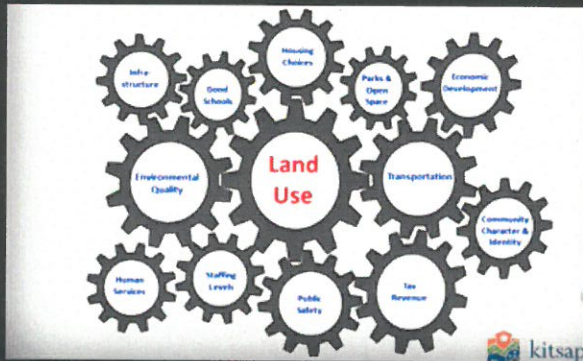 Infra-
structure
Good
Schools
Housing
Choices
Parks &
Open
Space
Economic
Development
Environmental
Quality
Land
Use
Transportation
Community
Character &
Identity
Human
Services
Staffing
Levels
Public
Safety
Tax
Revenue
kitsap